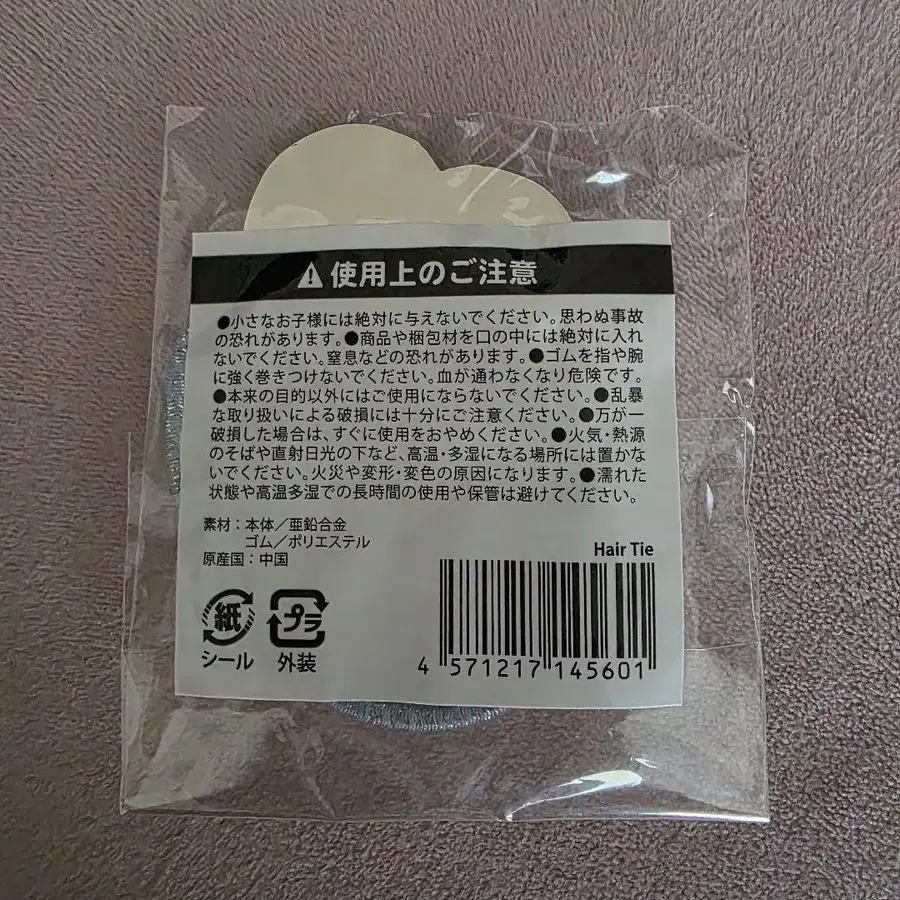 ⚠使用上のご注意
●小さなお子様には絶対に与えないでください。思わぬ事故
の恐れがあります。●商品や梱包材を口の中には絶対に入れ
ないでください。窒息などの恐れがあります。●ゴムを指や腕
に強く巻きつけないでください。血が通わなくなり危険です。
●本来の目的以外にはご使用にならないでください。●乱暴
な取り扱いによる破損には十分にご注意ください。●万が一
破損した場合は、すぐに使用をおやめください。●火気・熱源
のそばや直射日光の下など、高温・多湿になる場所には置かな
いでください。火災や変形・変色の原因になります。●濡れた
状態や高温多湿での長時間の使用や保管は避けてください。
素材：本体／亜鉛合金
ゴム／ポリエステル
原産国：中国
Hair Tie
紙
プラ
シール
外装
4 571217 145601